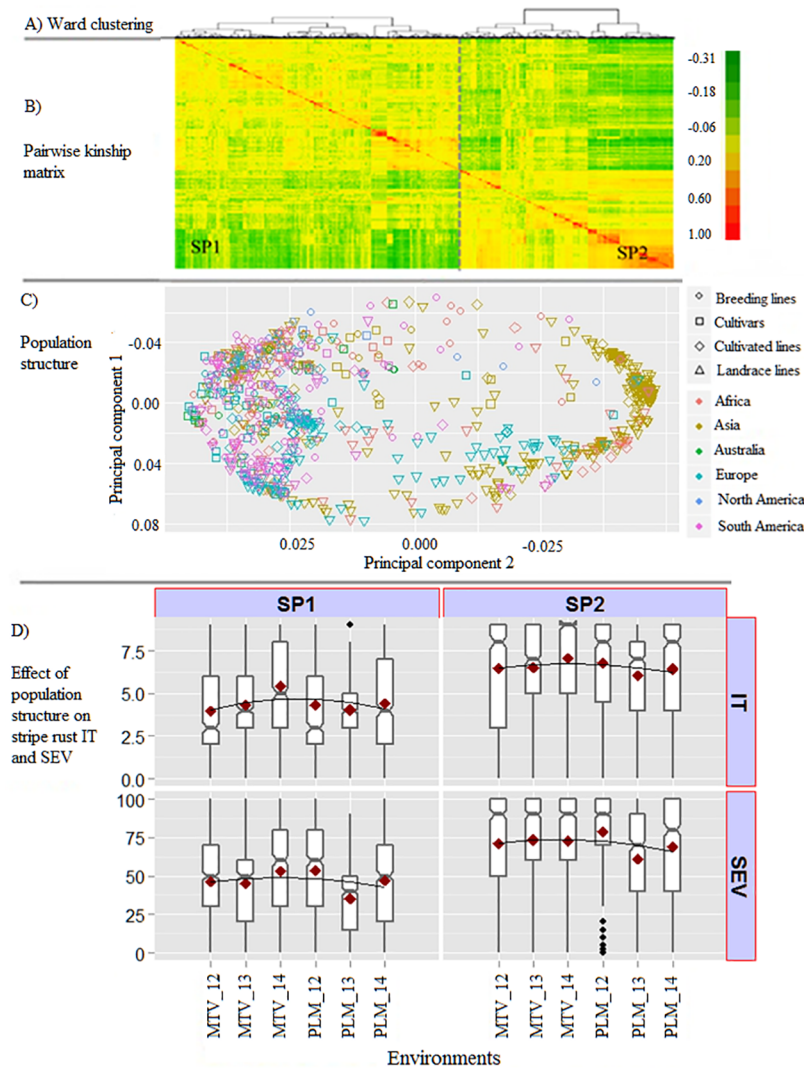 A) Ward clustering
B)
Pairwise kinship
matrix
SP1
SP2
-0.31
-0.18
-0.06
0.20
0.60
1.00
C)
Population
structure
Principal component 1
-0.04
0.00
0.04
0.08
0.025
0.000
-0.025
Principal component 2
Breeding lines
Cultivars
Cultivated lines
Landrace lines
Africa
Asia
Australia
Europe
North America
South America
D)
Effect of
population
structure on
stripe rust IT
and SEV
SP1
SP2
7.5
5.0
2.5
0.0
IT
100
75
50
25
0
SEV
MTV_12
MTV_13
MTV_14
PLM_12
PLM_13
PLM_14
MTV_12
MTV_13
MTV_14
PLM_12
PLM_13
PLM_14
Environments